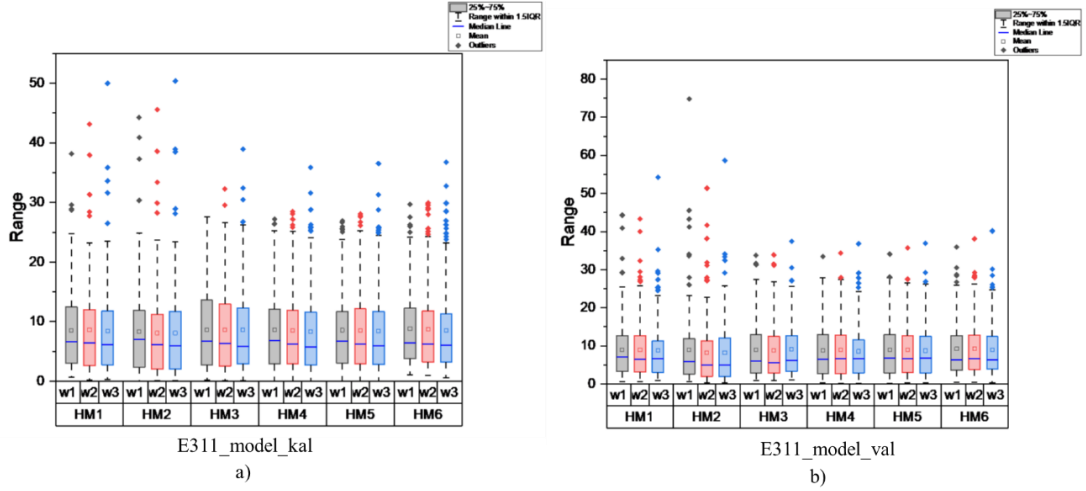 25%~75%
Range within 1.5IQR
Median Line
Mean
Outliers
50
40
30
20
10
0
Range
w1 w2 w3 w1 w2 w3 w1 w2 w3 w1 w2 w3 w1 w2 w3 w1 w2 w3
HM1 HM2 HM3 HM4 HM5 HM6
E311_model_kal
a)
25%~75%
Range within 1.5IQR
Median Line
Mean
Outliers
80
70
60
50
40
30
20
10
0
Range
w1 w2 w3 w1 w2 w3 w1 w2 w3 w1 w2 w3 w1 w2 w3 w1 w2 w3
HM1 HM2 HM3 HM4 HM5 HM6
E311_model_val
b)